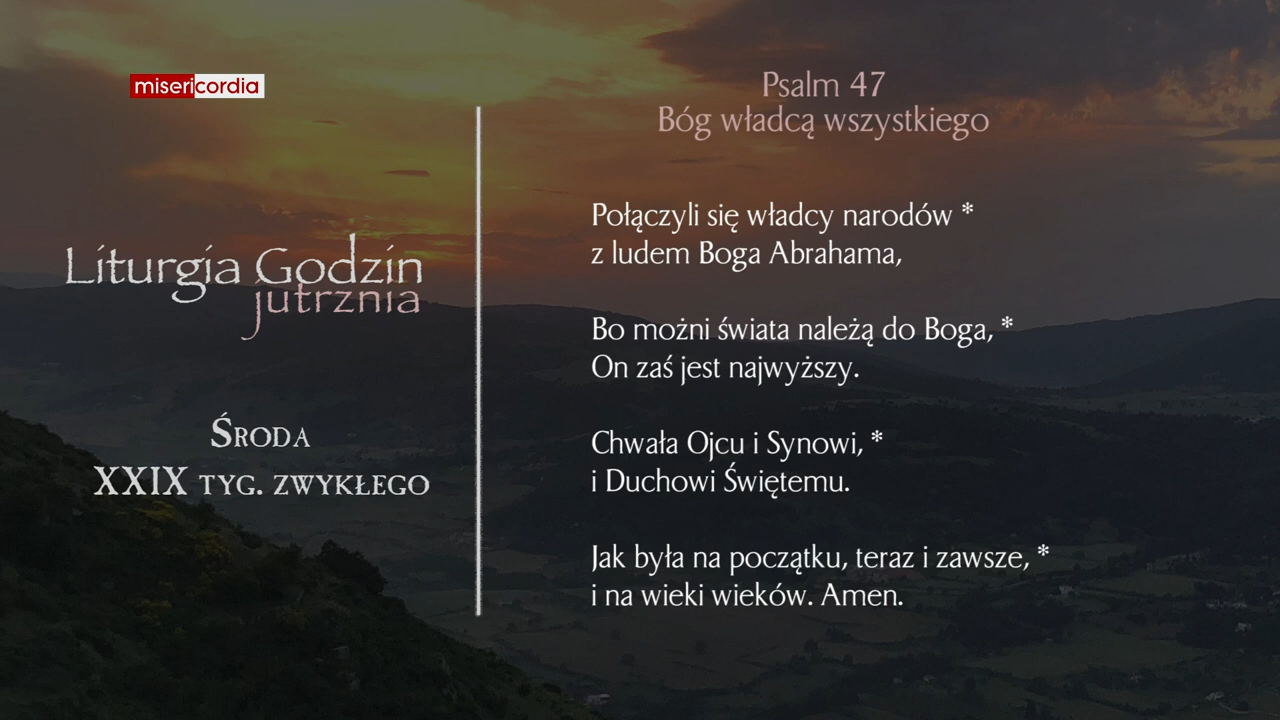 misericordia
Liturgia Godzin
jutrznia
Środa
XXIX tyg. zwykłego
Psalm 47
Bóg władcą wszystkiego
Połączyli się władcy narodów *
z ludem Boga Abrahama,
Bo możni świata należą do Boga, *
On zaś jest najwyższy.
Chwała Ojcu i Synowi, *
i Duchowi Świętemu.
Jak była na początku, teraz i zawsze, *
i na wieki wieków. Amen.